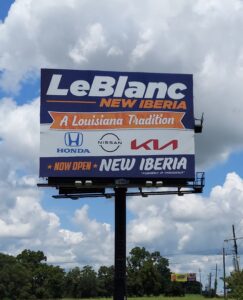 LeBlanc
NEW IBERIA
A Louisiana Tradition
HONDA
NISSAN
KIA
NOW OPEN ★ NEW IBERIA